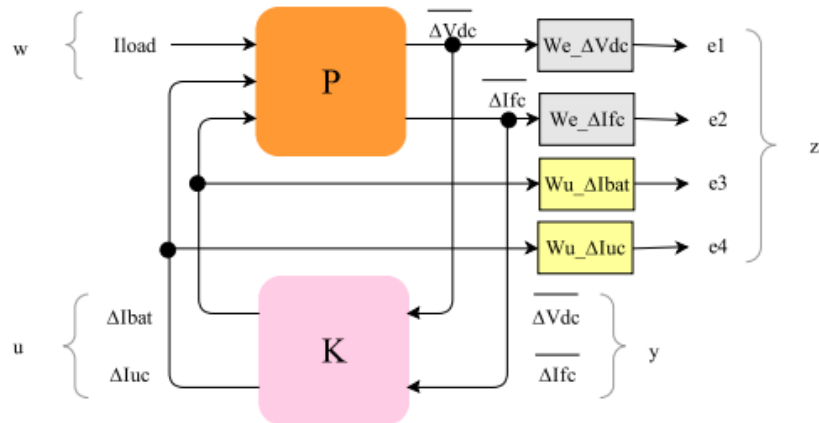 w
Iload
P
ΔVdc
We_ΔVdc
e1
ΔIfc
We_ΔIfc
e2
z
Wu_ΔIbat
e3
Wu_ΔIuc
e4
u
ΔIbat
ΔIuc
K
ΔVdc
ΔIfc
y